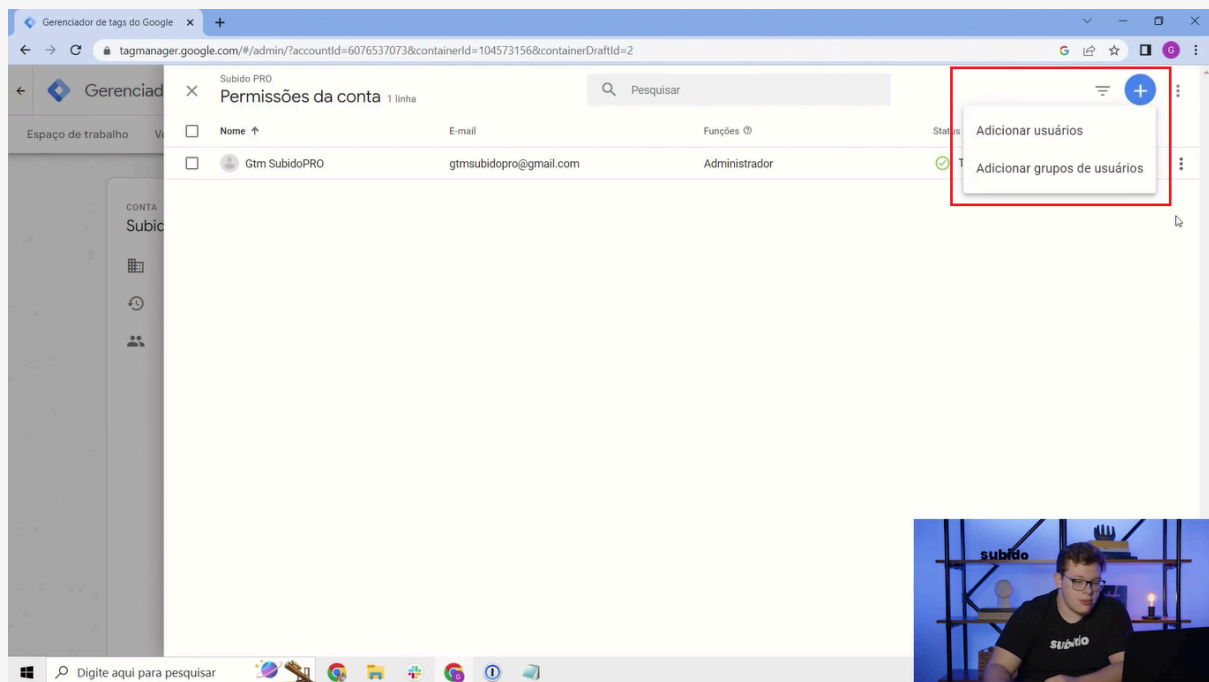 Gerenciador de tags do Google
tagmanager.google.com/#/admin/?accountId=6076537073&containerId=104573156&containerDraftId=2
G
Gerenciad
Subido PRO
Permissões da conta 1 linha
Pesquisar
Espaço de trabalho
Nome
E-mail
Funções
Status
Adicionar usuários
Adicionar grupos de usuários
Gtm SubidoPRO
gtmsubidopro@gmail.com
Administrador
CONTA
Subid
subido
subido
Digite aqui para pesquisar